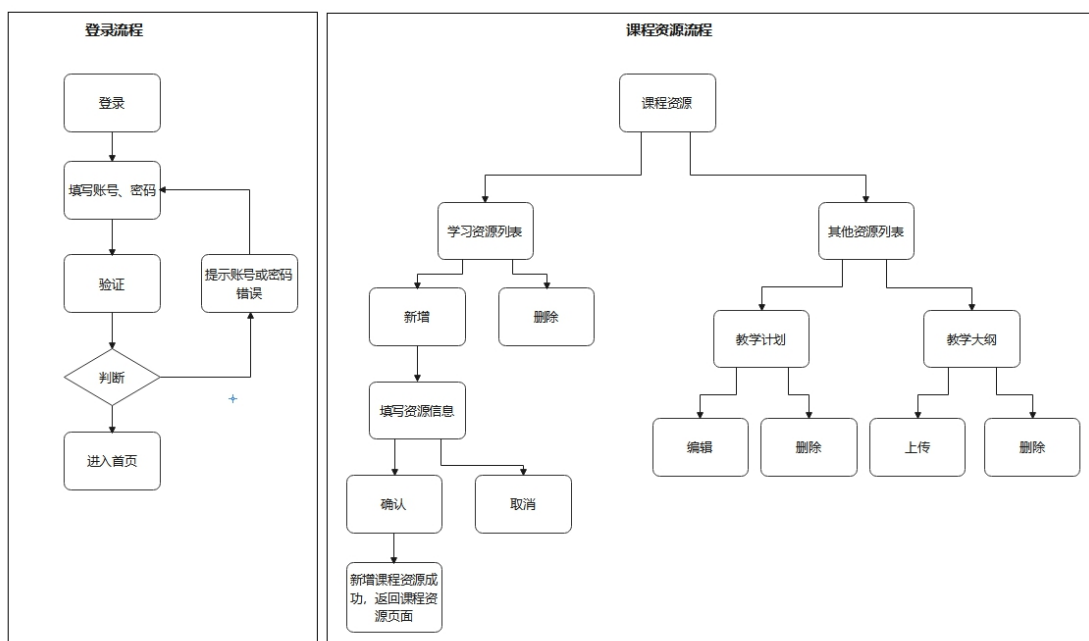 登录流程
登录
填写账号、密码
验证
提示账号或密码
错误
判断
进入首页
课程资源流程
课程资源
学习资源列表
其他资源列表
新增
删除
教学计划
教学大纲
填写资源信息
编辑
删除
上传
删除
确认
取消
新增课程资源成
功，返回课程资
源页面